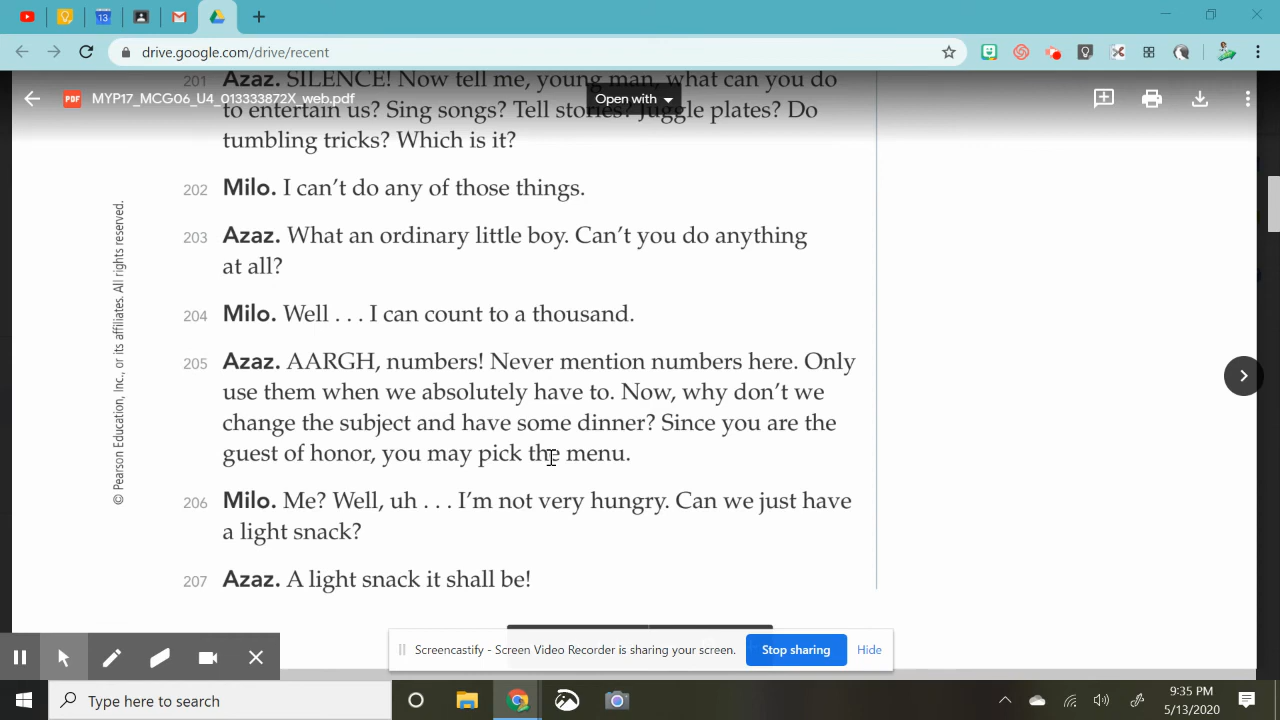 13
drive.google.com/drive/recent
201 Azaz. SILENCE! Now tell me, young man, what can you do
MYP17_MCG06_U4_013333872X_web.pdf
Open with
to entertain us? Sing songs? Tell stories? Juggle plates? Do
tumbling tricks? Which is it?
202 Milo. I can't do any of those things.
203 Azaz. What an ordinary little boy. Can't you do anything
at all?
204 Milo. Well . . . I can count to a thousand.
205 Azaz. AARGH, numbers! Never mention numbers here. Only
use them when we absolutely have to. Now, why don't we
change the subject and have some dinner? Since you are the
guest of honor, you may pick the menu.
206 Milo. Me? Well, uh . . . I'm not very hungry. Can we just have
a light snack?
207 Azaz. A light snack it shall be!
© Pearson Education, Inc., or its affiliates. All rights reserved.
Screencastify - Screen Video Recorder is sharing your screen.
Stop sharing
Hide
Type here to search
9:35 PM
5/13/2020